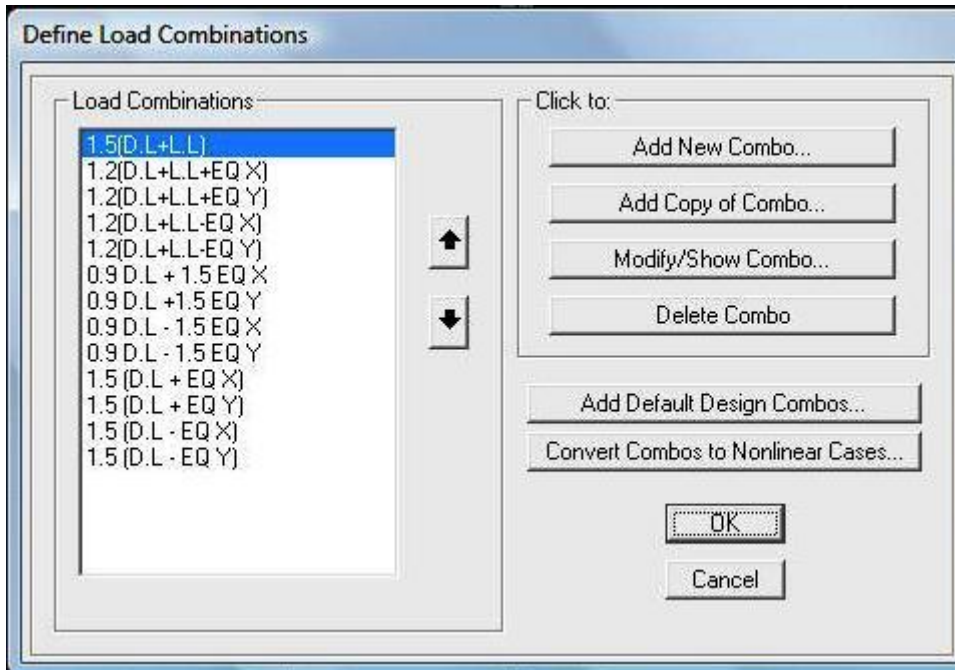 Define Load Combinations
Load Combinations
1.5(D.L+L.L)
1.2(D.L+L.L+EQ X)
1.2(D.L+L.L+EQ Y)
1.2(D.L+L.L-EQ X)
1.2(D.L+L.L-EQ Y)
0.9 D.L + 1.5 EQ X
0.9 D.L +1.5 EQ Y
0.9 D.L - 1.5 EQ X
0.9 D.L - 1.5 EQ Y
1.5 (D.L + EQ X)
1.5 (D.L + EQ Y)
1.5 (D.L - EQ X)
1.5 (D.L - EQ Y)
Click to:
Add New Combo...
Add Copy of Combo...
Modify/Show Combo...
Delete Combo
Add Default Design Combos...
Convert Combos to Nonlinear Cases...
OK
Cancel